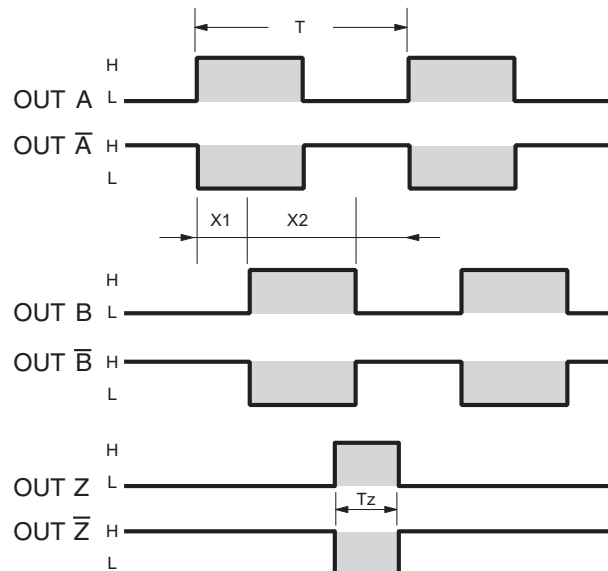 T
H
OUT A L
OUT A̅ H
L
X1 X2
H
OUT B L
OUT B̅ H
L
H
OUT Z L
Tz
OUT Z̅ H
L